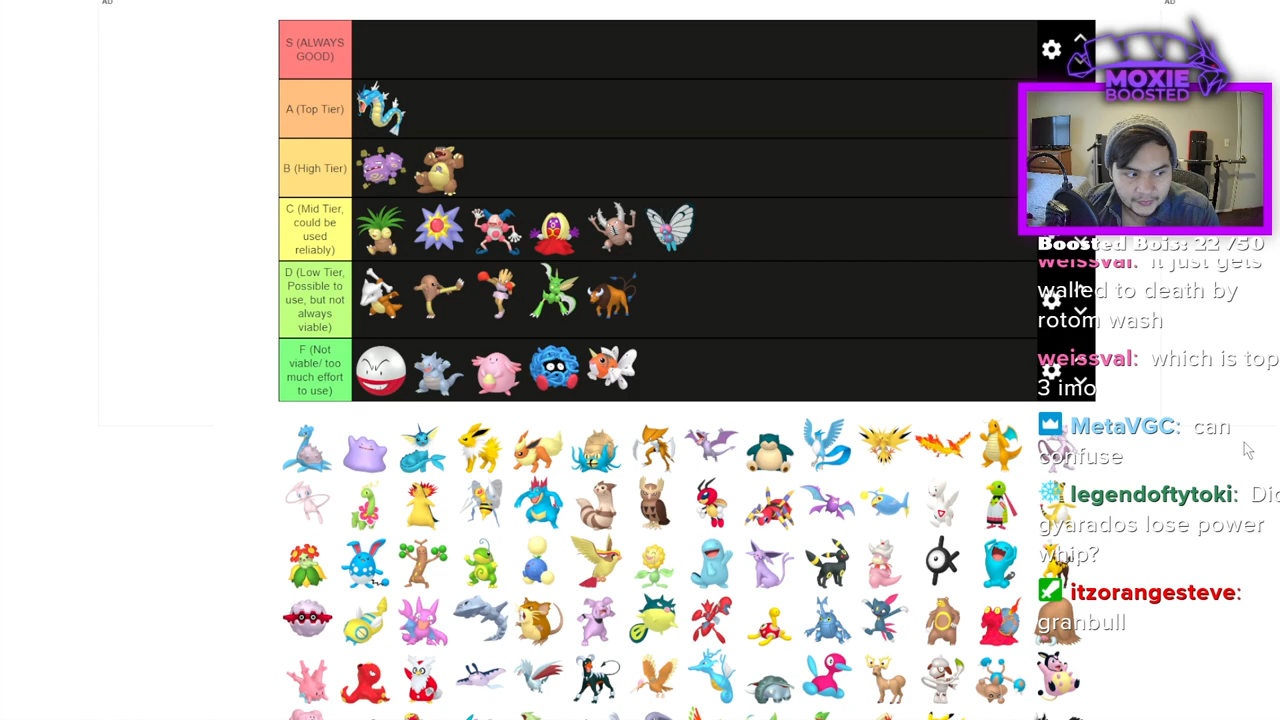 AD
AD
S (ALWAYS
GOOD)
A (Top Tier)
B (High Tier)
C (Mid Tier,
could be
used
reliably)
D (Low Tier,
Possible to
use, but not
always
viable)
F (Not
viable/ too
much effort
to use)
MOXIE
BOOSTED
Boosted Bois: 22 /50
weissval: it just gets
walled to death by
rotom wash
weissval: which is top
3 imo
MetaVGC: can
confuse
legendoftytoki: Did
gyarados lose power
whip?
itzorangesteve:
granbull